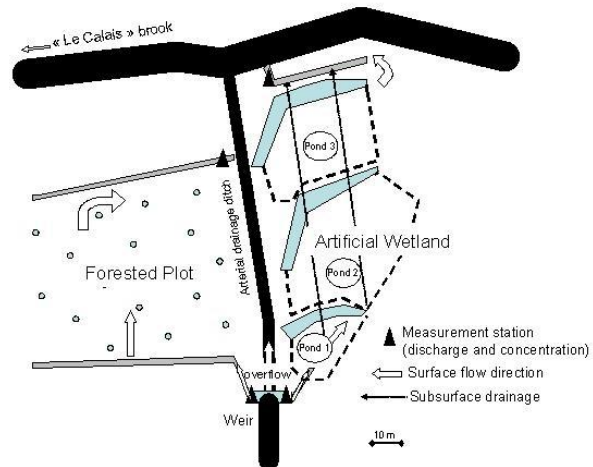 « Le Calais » brook
Pond 3
Arterial drainage ditch
Artificial Wetland
Forested Plot
Pond 2
Pond 1
Measurement station
(discharge and concentration)
overflow
Surface flow direction
Subsurface drainage
Weir
10 m